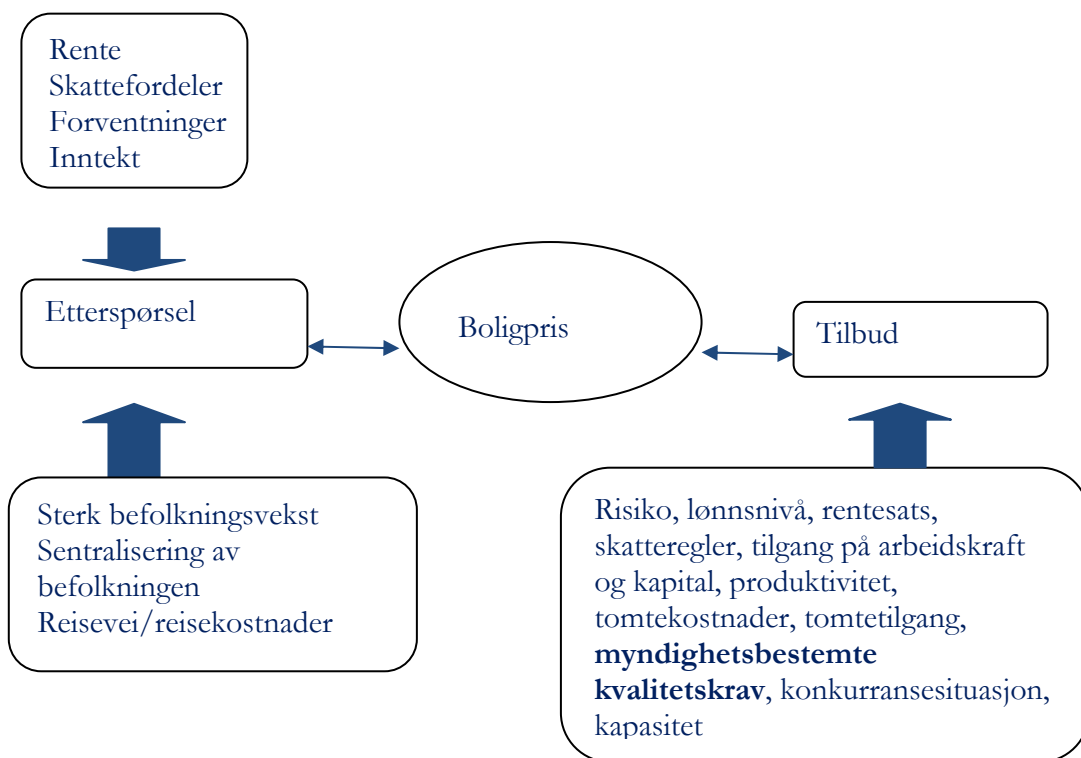 Rente
Skattefordeler
Forventninger
Inntekt
Etterspørsel
Boligpris
Tilbud
Sterk befolkningsvekst
Sentralisering av
befolkningen
Reisevei/reisekostnader
Risiko, lønnsnivå, rentesats,
skatteregler, tilgang på arbeidskraft
og kapital, produktivitet,
tomtekostnader, tomtetilgang,
myndighetsbestemte
kvalitetskrav, konkurransesituasjon,
kapasitet